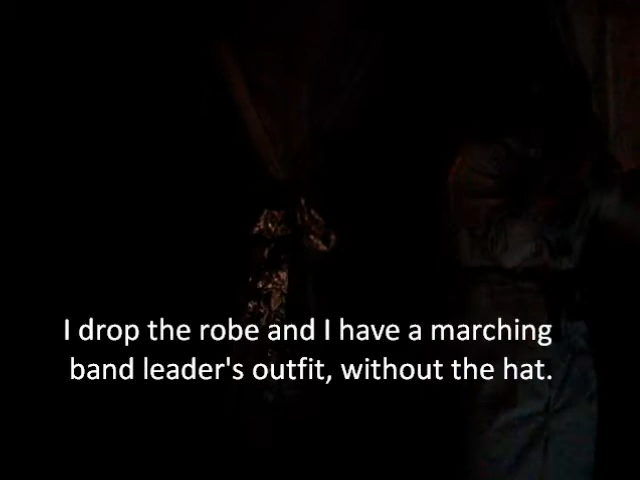 I drop the robe and I have a marching
band leader's outfit, without the hat.